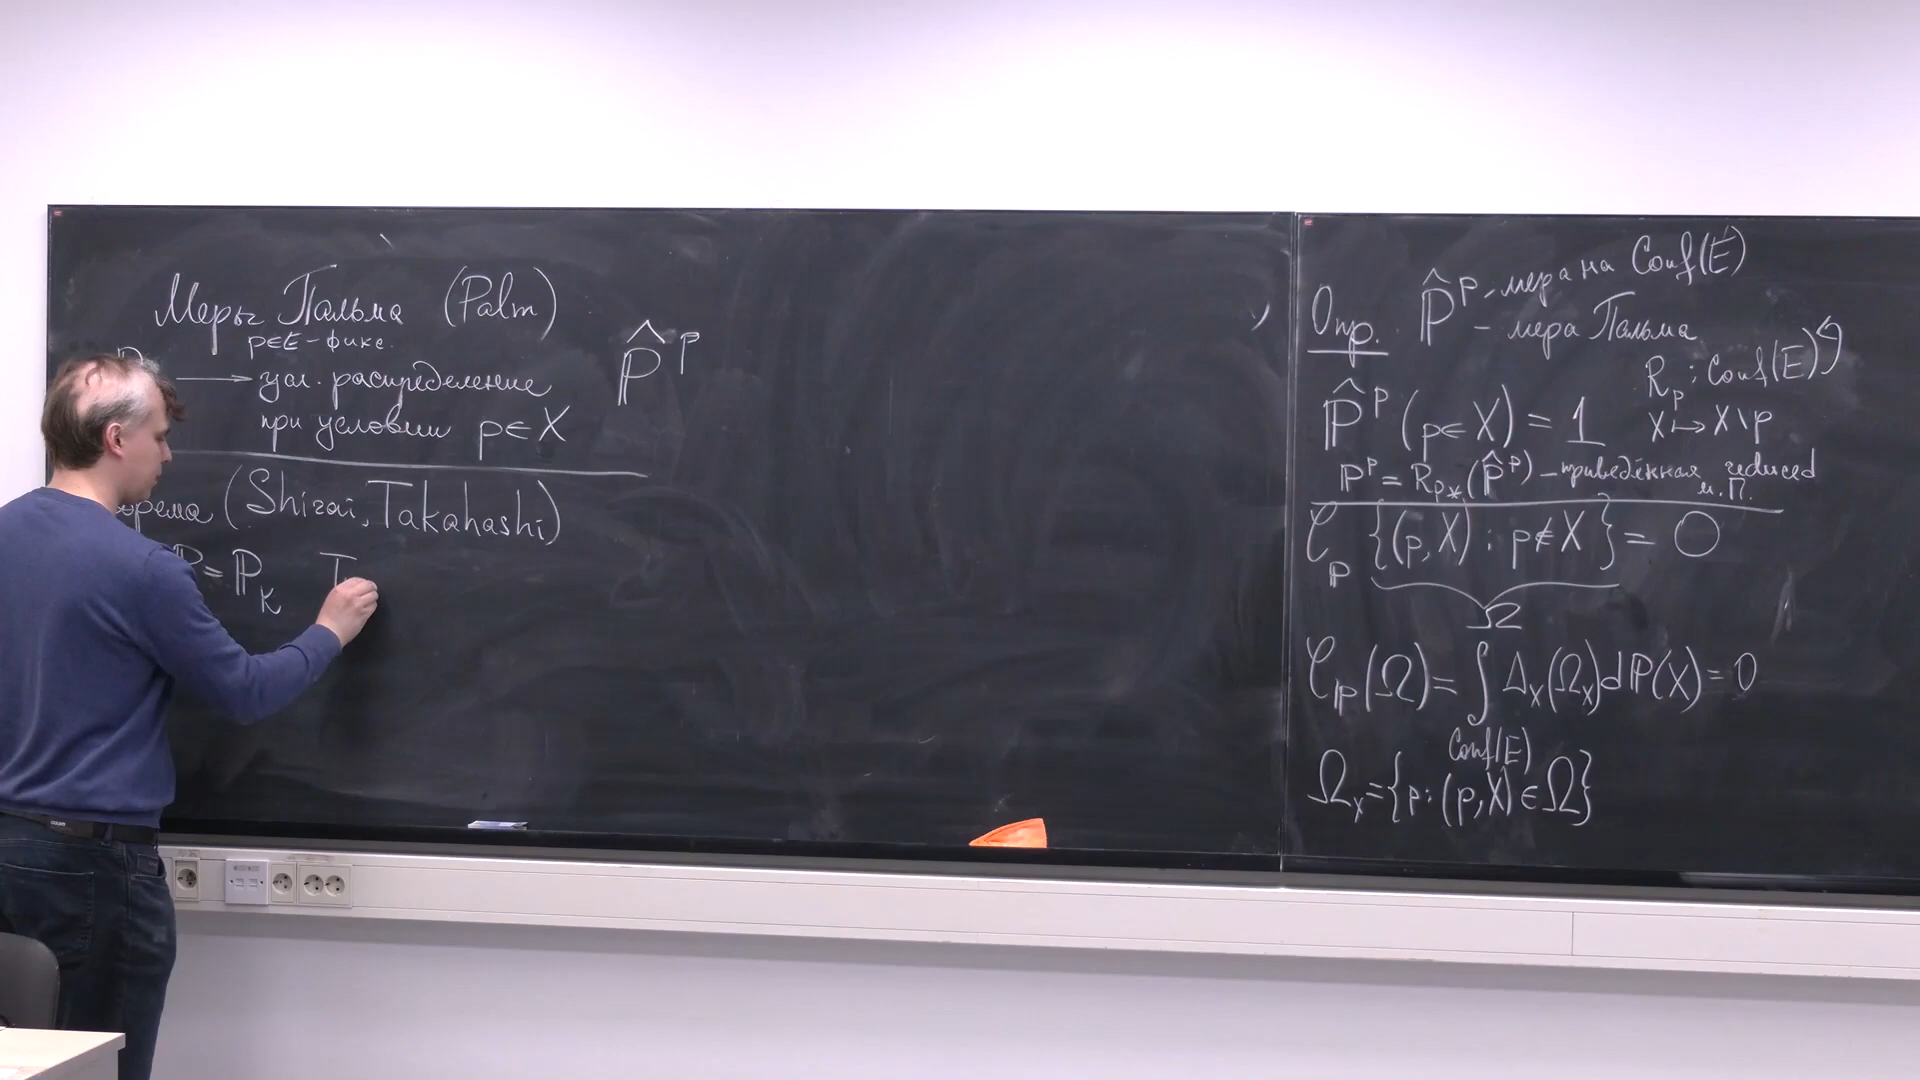 Меры Пальма (Palm)
p∈E - фикс.
⟶ усл. распределение
при условии p∈X
P̂^p
(Shirai, Takahashi)
ℙ = ℙ_K
Опр. P̂^p - мера на Conf(E)
- мера Пальма
R_p : Conf(E)
P̂^p (p∈X) = 1
X ↦ X\p
ℙ^p = R_p*(P̂^p) - приведённая reduced
м.П.
𝒞_ℙ {(p,X) : p∉X} = 0
Ω
𝒞_ℙ(Ω) = ∫ Δ_X(Ω_X) dℙ(X) = 0
Conf(E)
Ω_X = {p : (p,X) ∈ Ω}